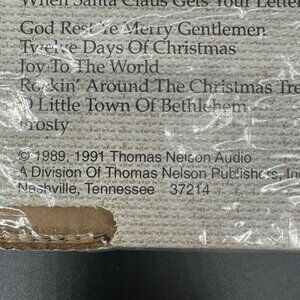 When Santa Claus Gets Your Letter
God Rest Ye Merry Gentlemen
Twelve Days Of Christmas
Joy To The World
Rockin' Around The Christmas Tre
O Little Town Of Bethlehem
Frosty
© 1989, 1991 Thomas Nelson Audio
A Division Of Thomas Nelson Publishers, Inc
Nashville, Tennessee 37214